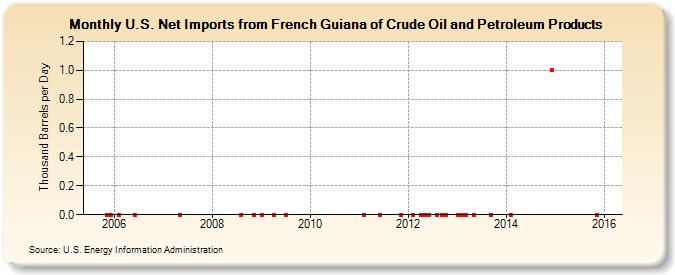 Monthly U.S. Net Imports from French Guiana of Crude Oil and Petroleum Products
Thousand Barrels per Day
1.2
1.0
0.8
0.6
0.4
0.2
0.0
2006 2008 2010 2012 2014 2016
Source: U.S. Energy Information Administration